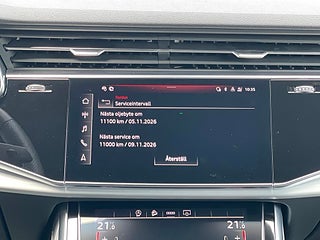 10:35
Fordon
Serviceintervall
Nästa oljebyte om
11100 km / 05.11.2026
Nästa service om
11000 km / 09.11.2026
Återställ
21.5
21.5